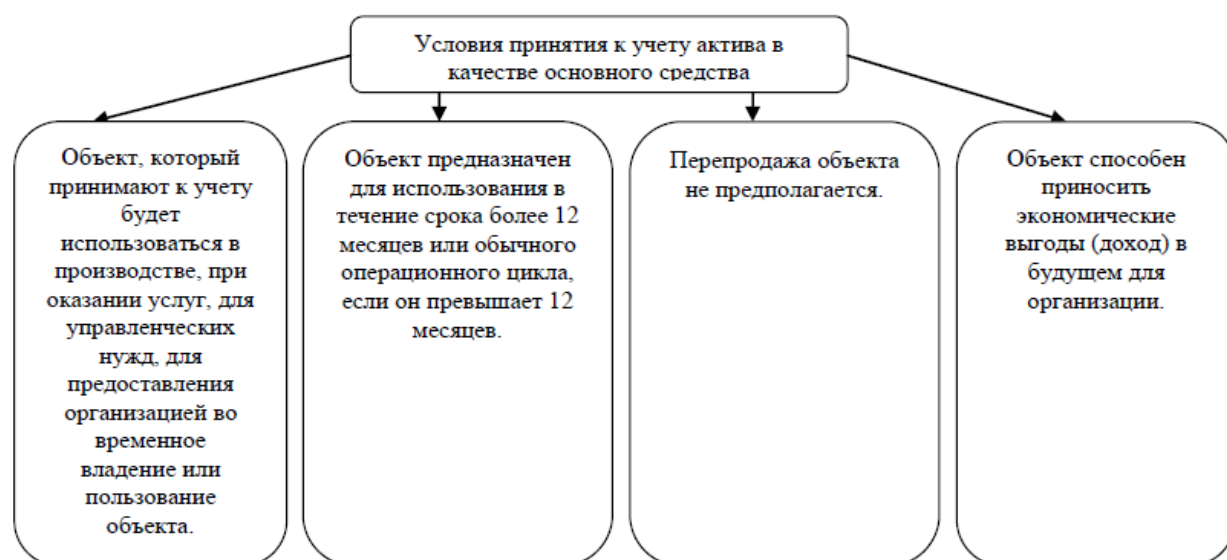 Условия принятия к учету актива в
качестве основного средства
Объект, который
принимают к учету
будет
использоваться в
производстве, при
оказании услуг, для
управленческих
нужд, для
предоставления
организацией во
временное
владение или
пользование
объекта.
Объект предназначен
для использования в
течение срока более 12
месяцев или обычного
операционного цикла,
если он превышает 12
месяцев.
Перепродажа объекта
не предполагается.
Объект способен
приносить
экономические
выгоды (доход) в
будущем для
организации.